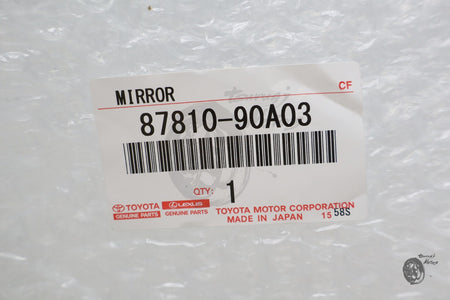 MIRROR
CF
87810-90A03
QTY: 1
TOYOTA
GENUINE PARTS
LEXUS
GENUINE PARTS
TOYOTA MOTOR CORPORATION
MADE IN JAPAN 15 58S